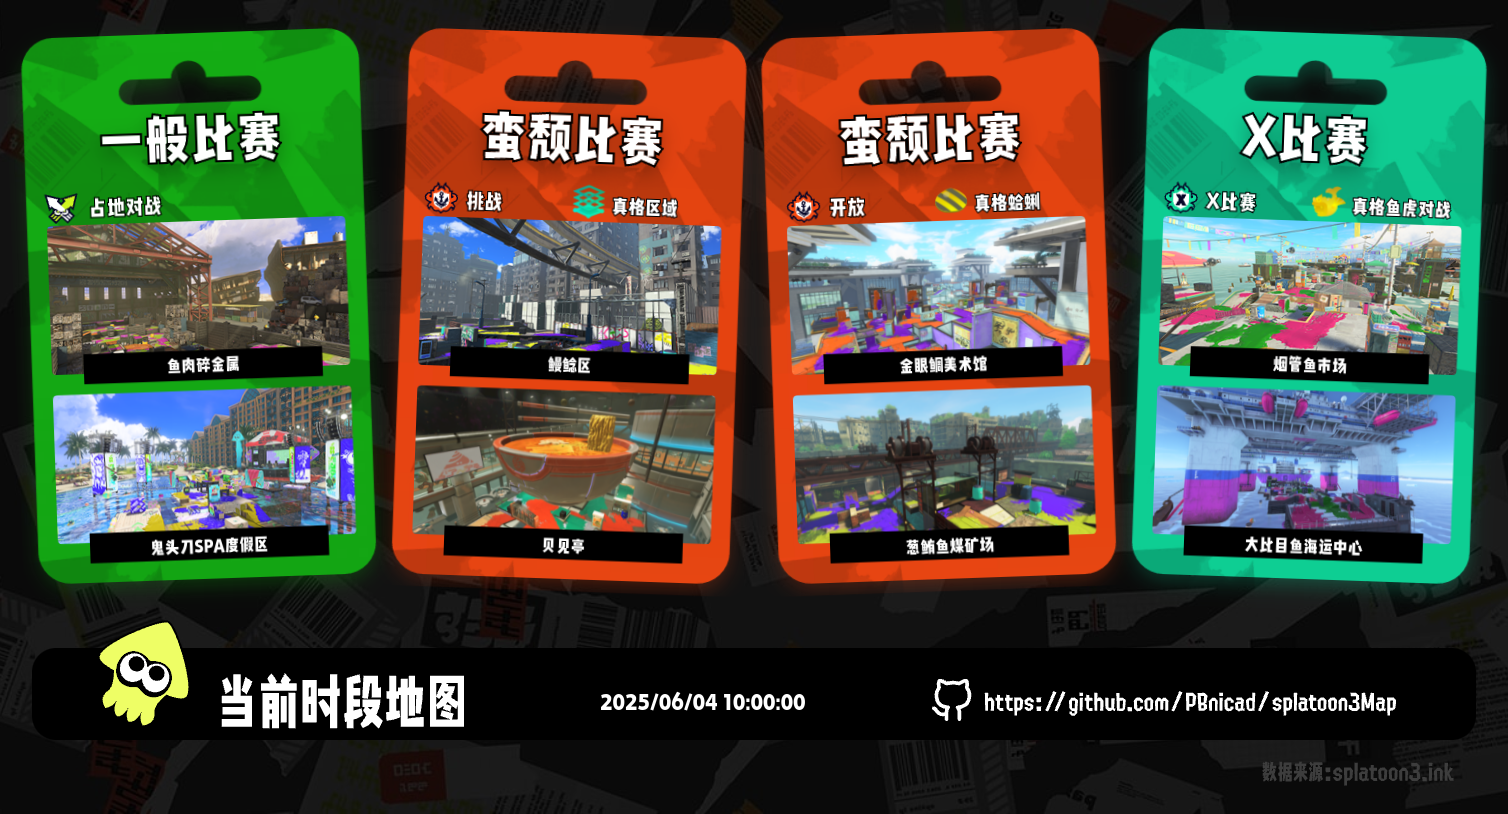 一般比赛
占地对战
鱼肉碎金属
鬼头刀SPA度假区
蛮颓比赛
挑战
真格区域
鳗鲶区
贝见亭
蛮颓比赛
开放
真格蛤蜊
金眼鲷美术馆
葱鲔鱼煤矿场
X比赛
X比赛
真格鱼虎对战
烟管鱼市场
大比目鱼海运中心
当前时段地图
2025/06/04 10:00:00
https://github.com/PBnicad/splatoon3Map
数据来源:splatoon3.ink